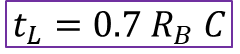 t_L = 0.7 R_B C